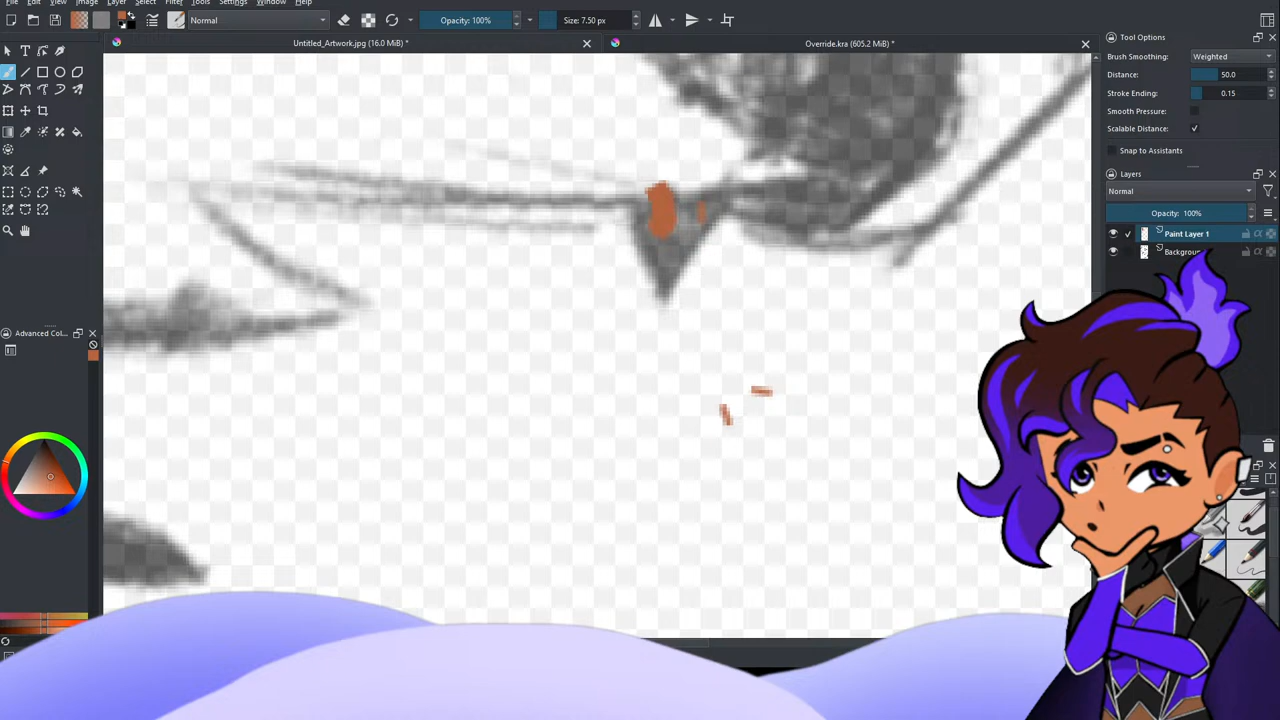 File Edit View Image Layer Select Filter Tools Settings Window Help
Normal
Opacity: 100%
Size: 7.50 px
Untitled_Artwork.jpg (16.0 MiB) *
Override.kra (605.2 MiB) *
Tool Options
Brush Smoothing: Weighted
Distance: 50.0
Stroke Ending: 0.15
Smooth Pressure:
Scalable Distance:
Snap to Assistants
Layers
Normal
Opacity: 100%
Paint Layer 1
Backgroun
Advanced Col...